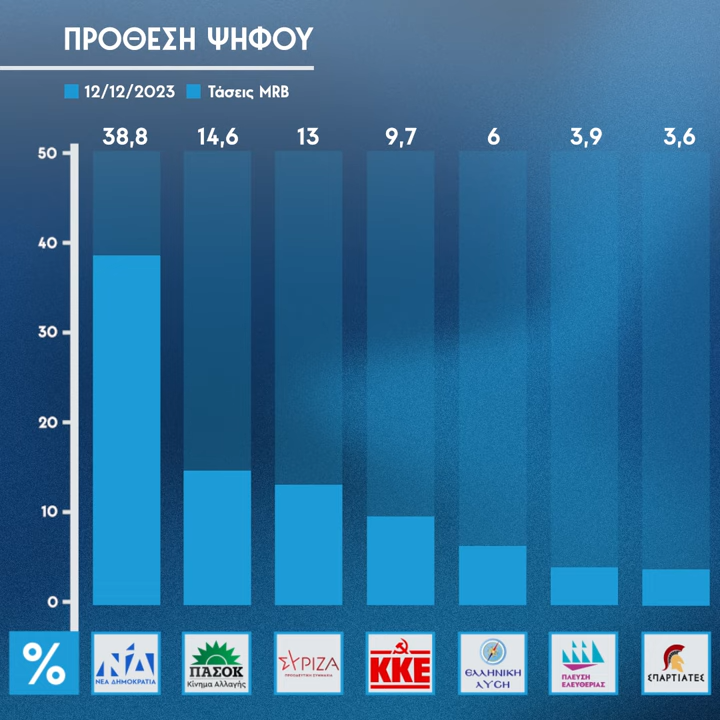 ΠΡΟΘΕΣΗ ΨΗΦΟΥ
12/12/2023 Τάσεις MRB
38,8 14,6 13 9,7 6 3,9 3,6
50
40
30
20
10
0
%
ΝΔ
ΝΕΑ ΔΗΜΟΚΡΑΤΙΑ
ΠΑΣΟΚ
Κίνημα Αλλαγής
ΣΥΡΙΖΑ
ΠΡΟΟΔΕΥΤΙΚΗ ΣΥΜΜΑΧΙΑ
ΚΚΕ
ΕΛΛΗΝΙΚΗ
ΛΥΣΗ
ΠΛΕΥΣΗ
ΕΛΕΥΘΕΡΙΑΣ
ΣΠΑΡΤΙΑΤΕΣ